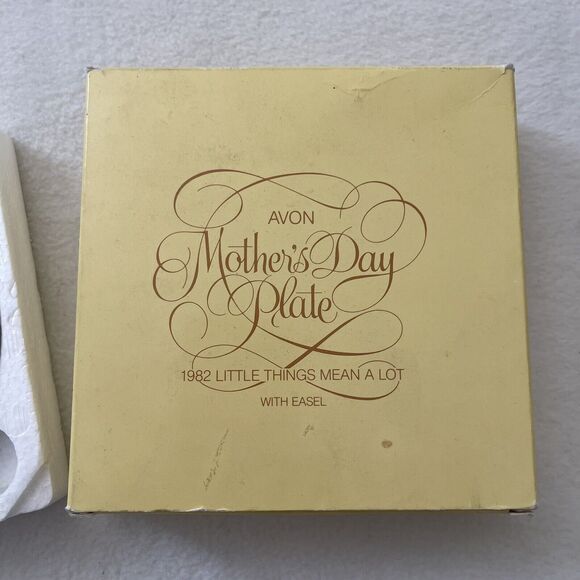 AVON
Mother's Day
Plate
1982 LITTLE THINGS MEAN A LOT
WITH EASEL